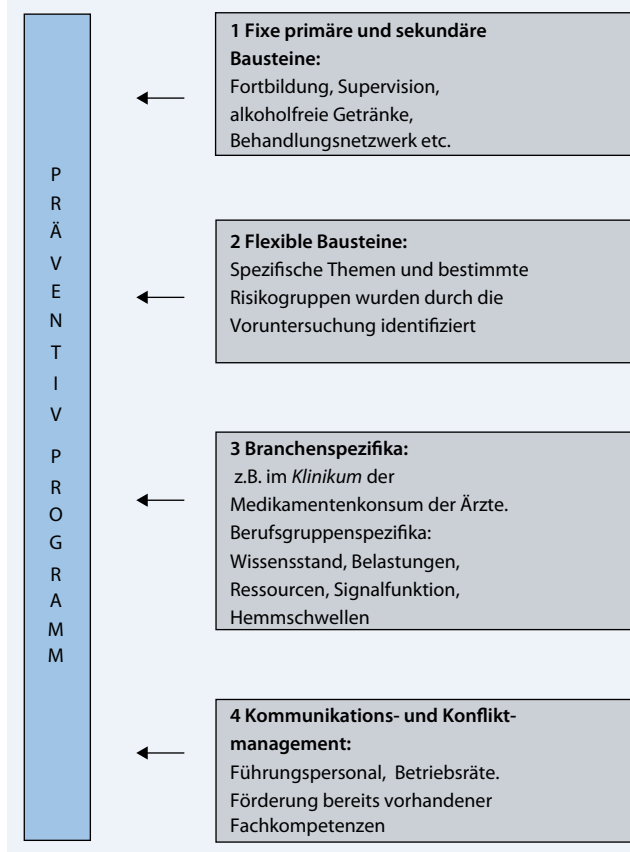 PRÄVENTIV PROGRAMM
1 Fixe primäre und sekundäre
Bausteine:
Fortbildung, Supervision,
alkoholfreie Getränke,
Behandlungsnetzwerk etc.
2 Flexible Bausteine:
Spezifische Themen und bestimmte
Risikogruppen wurden durch die
Voruntersuchung identifiziert
3 Branchenspezifika:
z.B. im Klinikum der
Medikamentenkonsum der Ärzte.
Berufsgruppenspezifika:
Wissensstand, Belastungen,
Ressourcen, Signalfunktion,
Hemmschwellen
4 Kommunikations- und Konflikt-
management:
Führungspersonal, Betriebsräte.
Förderung bereits vorhandener
Fachkompetenzen